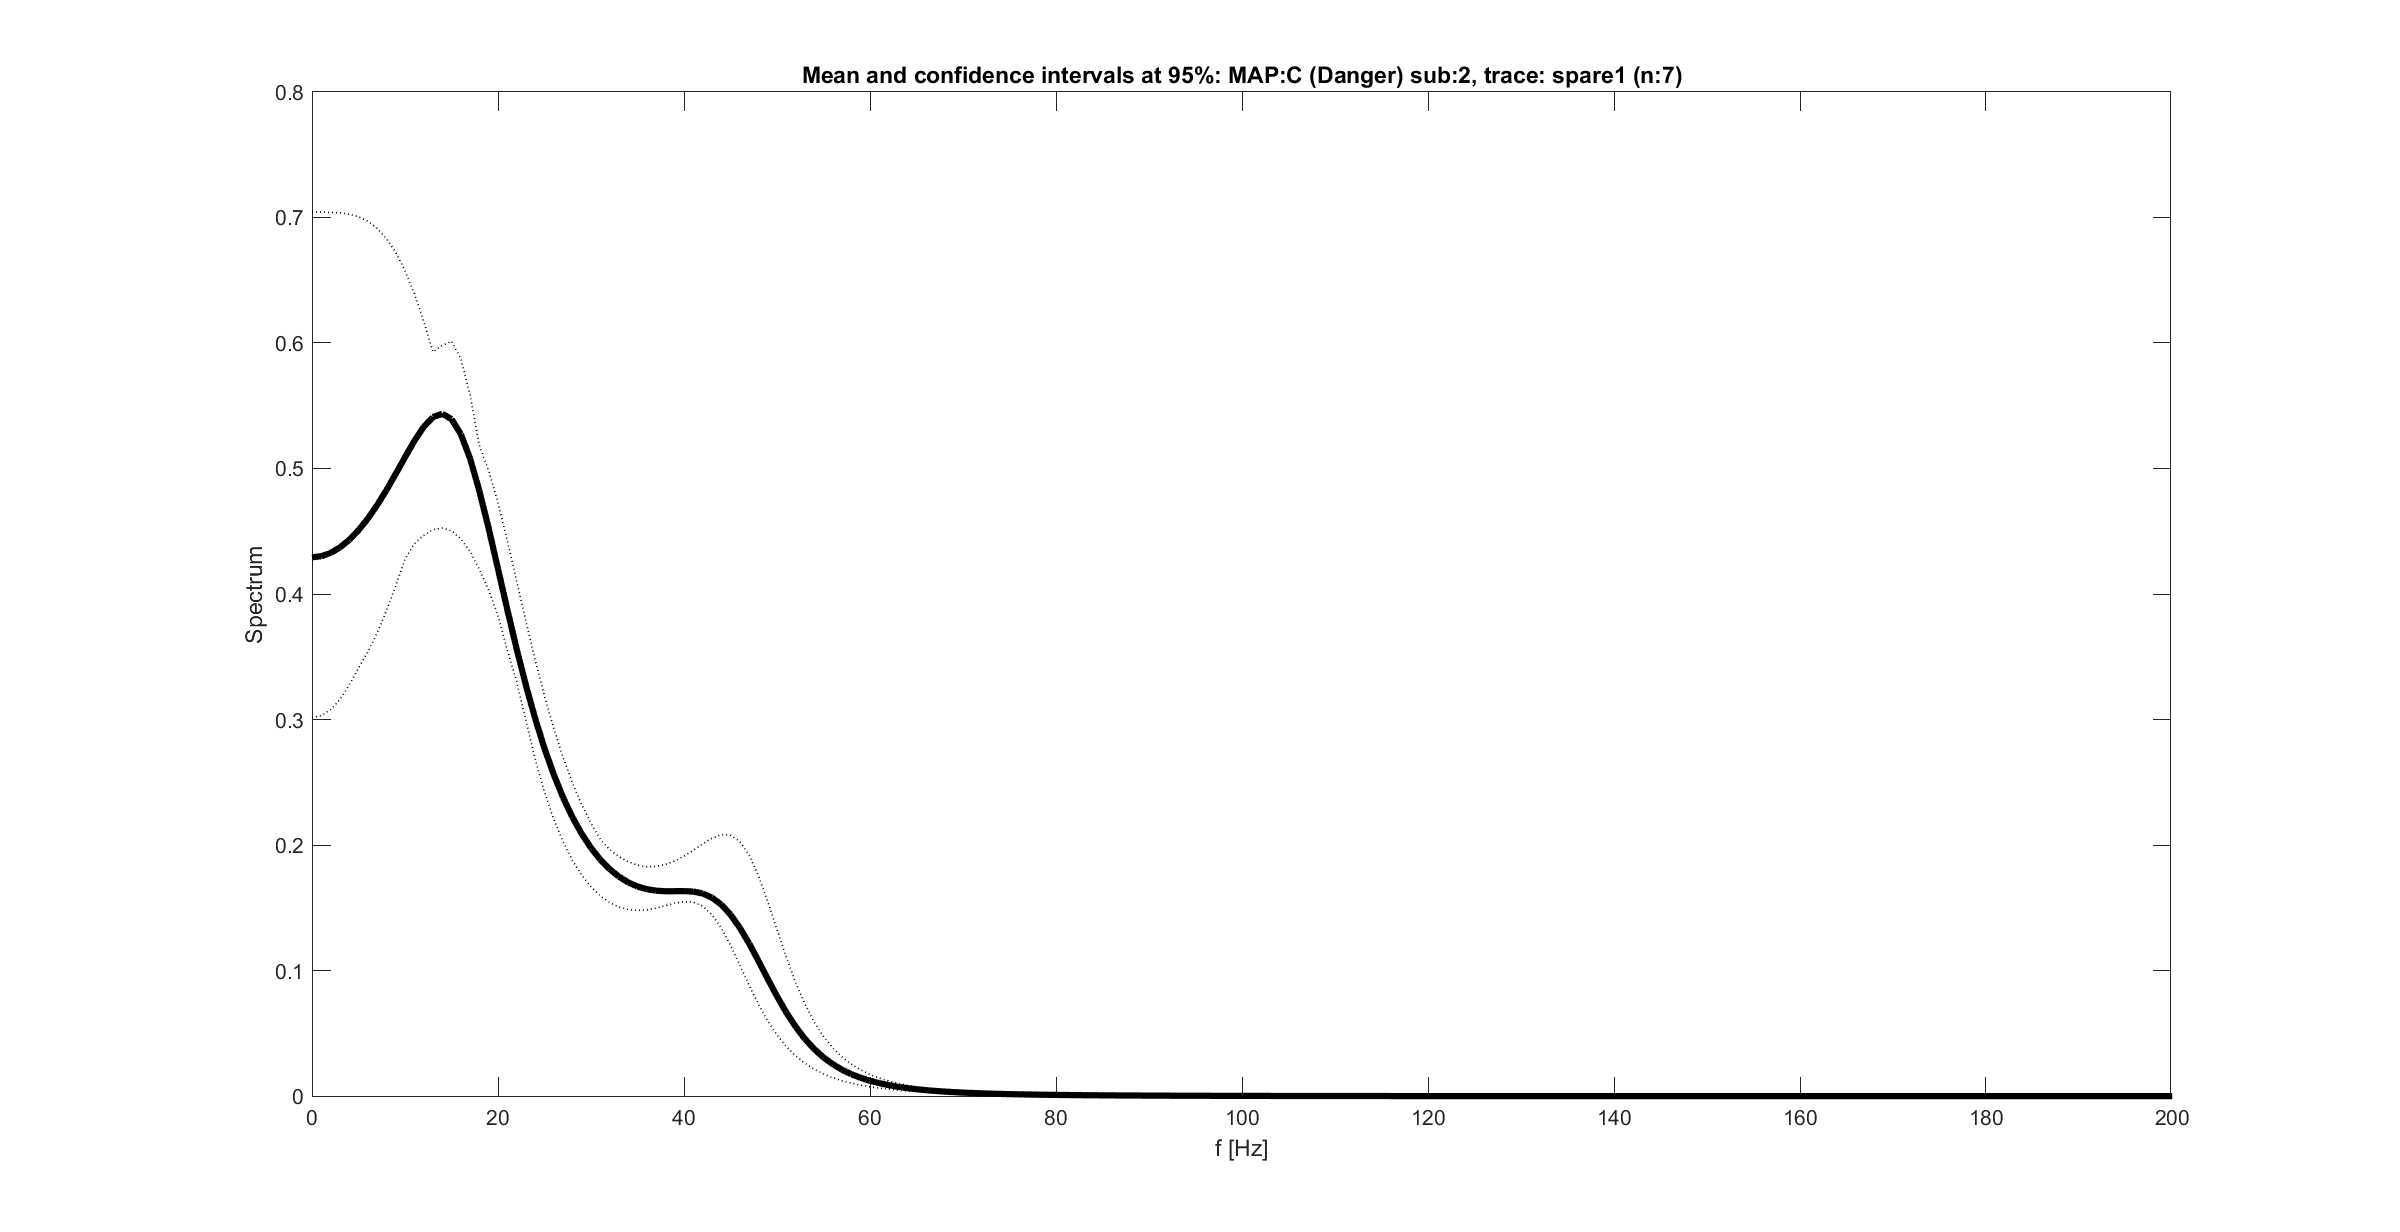 Mean and confidence intervals at 95%: MAP:C (Danger) sub:2, trace: spare1 (n:7)
0.8
0.7
0.6
0.5
0.4
0.3
0.2
0.1
0
Spectrum
0 20 40 60 80 100 120 140 160 180 200
f [Hz]